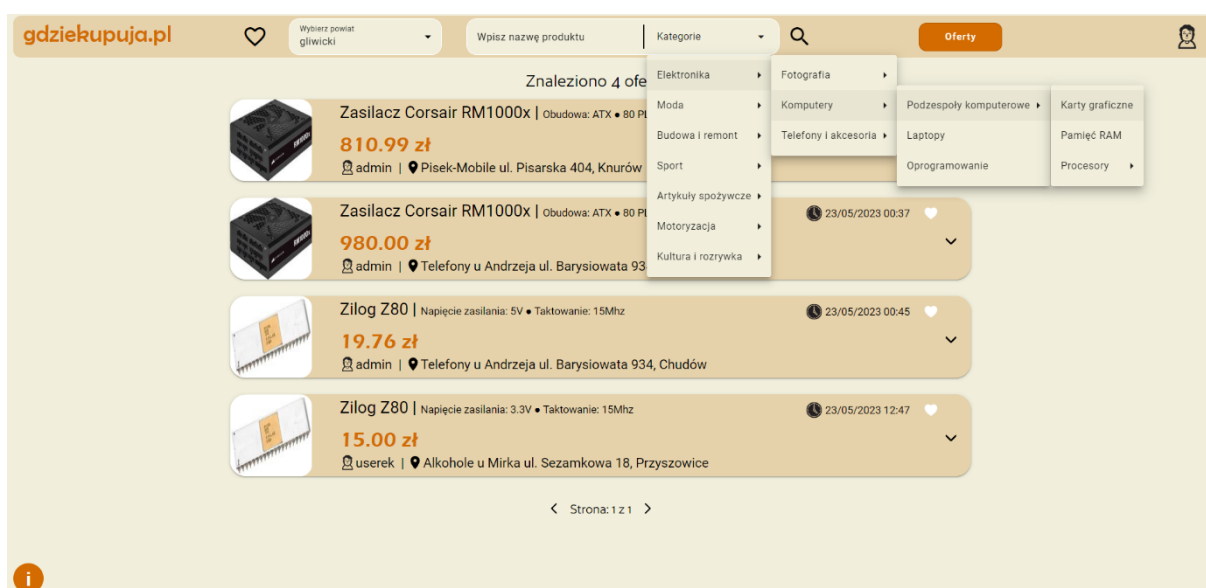 gdziekupuja.pl
Wybierz powiat
gliwicki
Wpisz nazwę produktu
Kategorie
Oferty
Znaleziono 4 ofe
Elektronika
Moda
Budowa i remont
Sport
Artykuły spożywcze
Motoryzacja
Kultura i rozrywka
Fotografia
Komputery
Telefony i akcesoria
Podzespoły komputerowe
Laptopy
Oprogramowanie
Karty graficzne
Pamięć RAM
Procesory
Zasilacz Corsair RM1000x | Obudowa: ATX ● 80 PL
810.99 zł
admin | Pisek-Mobile ul. Pisarska 404, Knurów
Zasilacz Corsair RM1000x | Obudowa: ATX ● 80 PL
23/05/2023 00:37
980.00 zł
admin | Telefony u Andrzeja ul. Barysiowata 93
Zilog Z80 | Napięcie zasilania: 5V ● Taktowanie: 15Mhz
23/05/2023 00:45
19.76 zł
admin | Telefony u Andrzeja ul. Barysiowata 934, Chudów
Zilog Z80 | Napięcie zasilania: 3.3V ● Taktowanie: 15Mhz
23/05/2023 12:47
15.00 zł
userek | Alkohole u Mirka ul. Sezamkowa 18, Przyszowice
Strona: 1 z 1
i